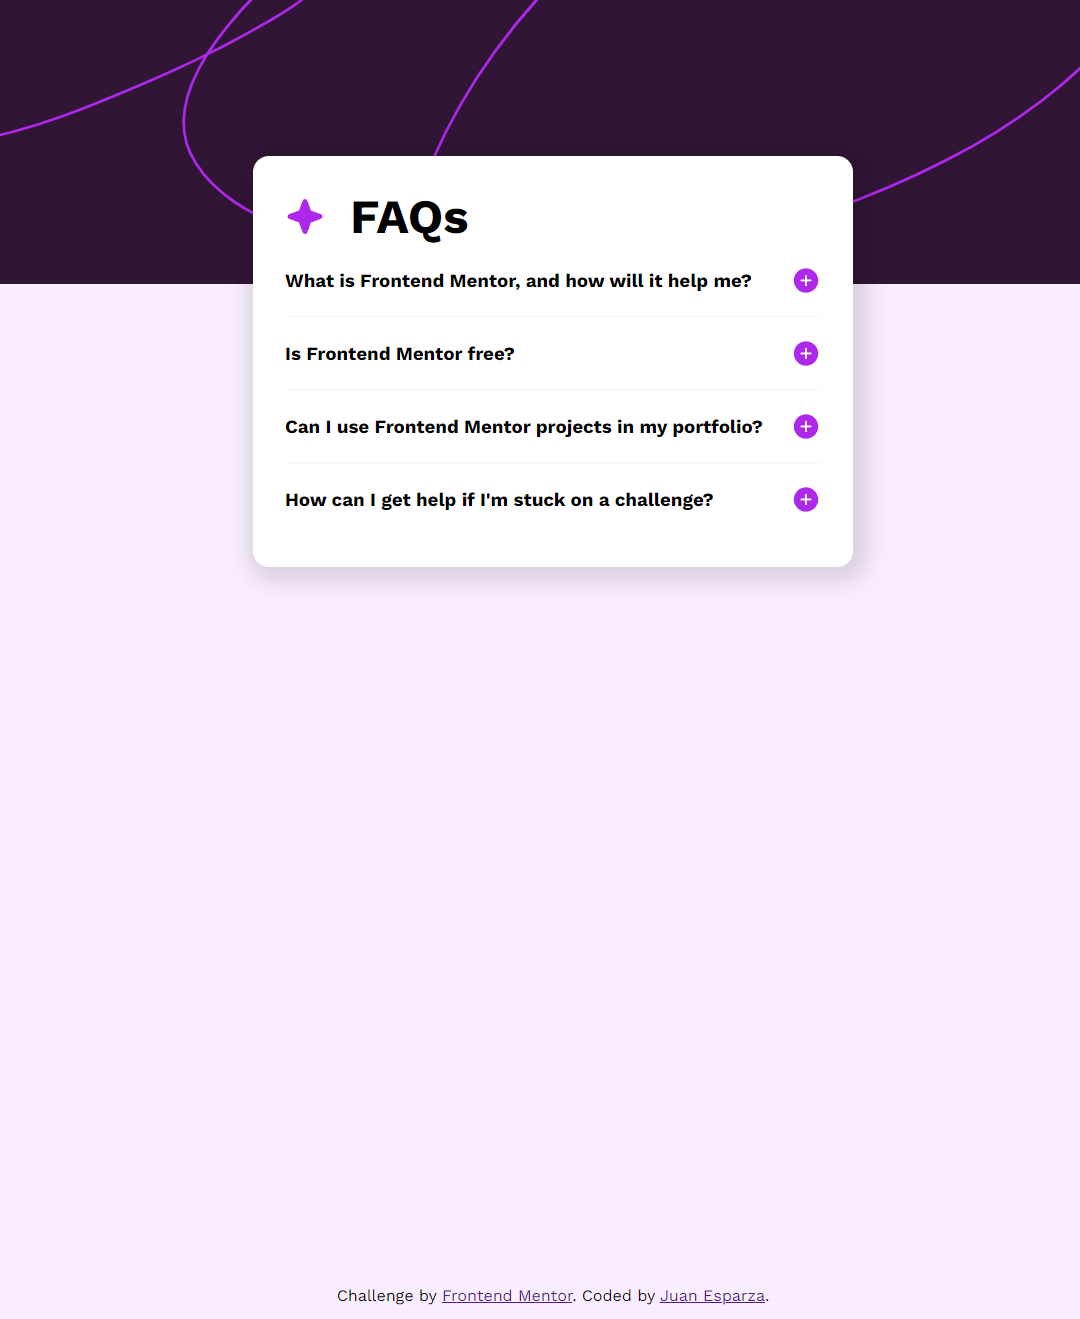 FAQs
What is Frontend Mentor, and how will it help me?
Is Frontend Mentor free?
Can I use Frontend Mentor projects in my portfolio?
How can I get help if I'm stuck on a challenge?
Challenge by Frontend Mentor. Coded by Juan Esparza.